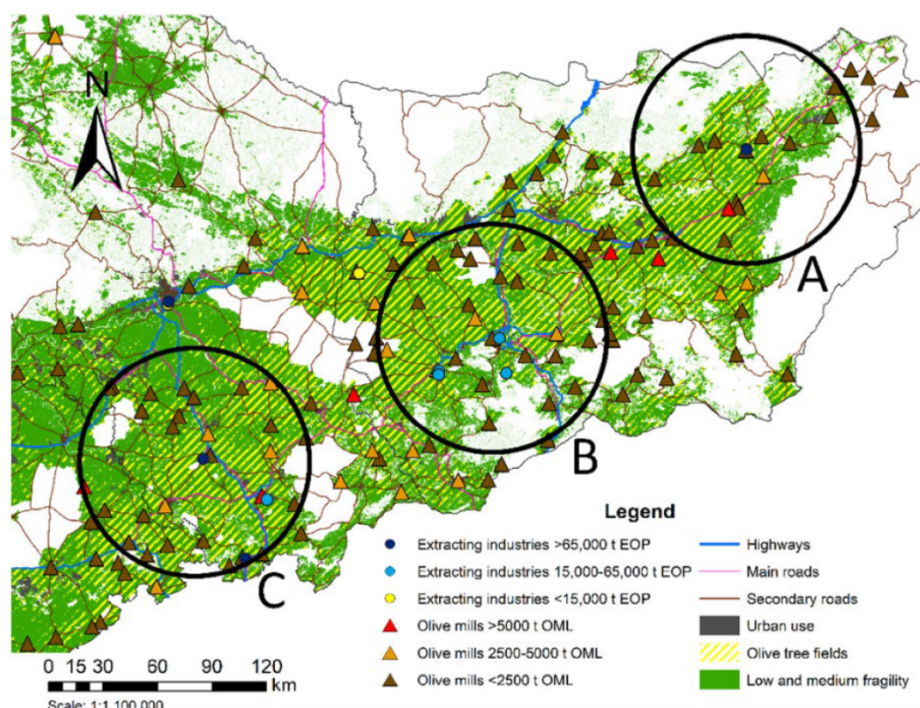 N
A
B
C
Legend
Extracting industries >65,000 t EOP
Extracting industries 15,000-65,000 t EOP
Extracting industries <15,000 t EOP
Olive mills >5000 t OML
Olive mills 2500-5000 t OML
Olive mills <2500 t OML
Highways
Main roads
Secondary roads
Urban use
Olive tree fields
Low and medium fragility
0 15 30 60 90 120
km
Scale: 1:1.100.000